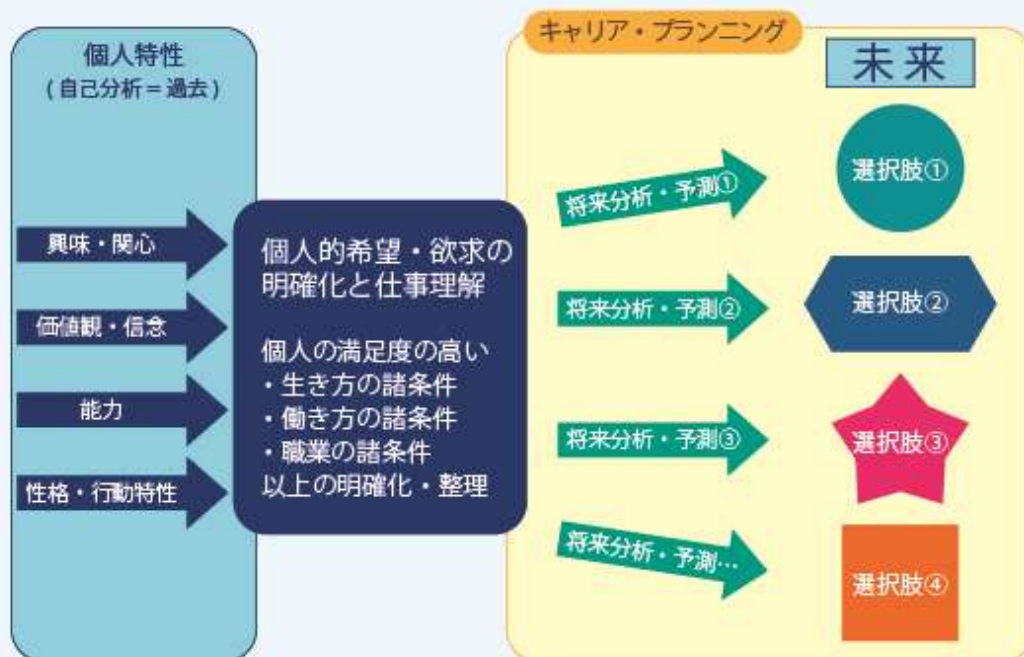 個人特性
(自己分析=過去)
興味・関心
価値観・信念
能力
性格・行動特性
個人的希望・欲求の
明確化と仕事理解
個人の満足度の高い
・生き方の諸条件
・働き方の諸条件
・職業の諸条件
以上の明確化・整理
キャリア・プランニング
未来
将来分析・予測①
選択肢①
将来分析・予測②
選択肢②
将来分析・予測③
選択肢③
将来分析・予測…
選択肢④